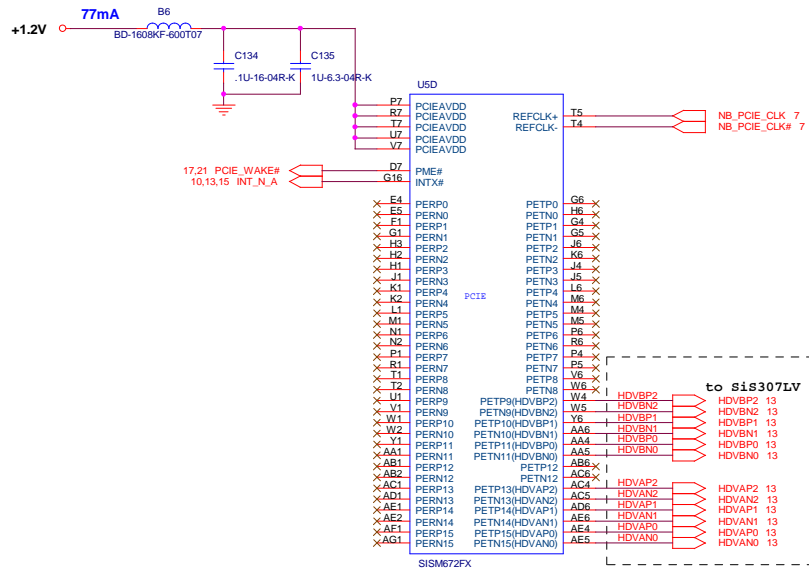 77mA
B6
+1.2V
BD-1608KF-600T07
C134
C135
.1U-16-04R-K
1U-6.3-04R-K
U5D
P7 PCIEAVDD
R7 PCIEAVDD
T7 PCIEAVDD
U7 PCIEAVDD
V7 PCIEAVDD
REFCLK+ T5 NB_PCIE_CLK 7
REFCLK- T4 NB_PCIE_CLK# 7
17,21 PCIE_WAKE# D7 PME#
10,13,15 INT_N_A G16 INTX#
E4 PERP0 PETP0 G6
E5 PERN0 PETN0 H6
F1 PERP1 PETP1 G4
G1 PERN1 PETN1 G5
H3 PERP2 PETP2 J6
H2 PERN2 PETN2 K6
H1 PERP3 PETP3 J4
J1 PERN3 PETN3 J5
K1 PERP4 PETP4 L6
K2 PERN4 PETN4 M6
L1 PERP5 PETP5 M4
M1 PERN5 PETN5 M5
N1 PERP6 PETP6 P6
N2 PERN6 PETN6 R6
P1 PERP7 PETP7 P4
R1 PERN7 PETN7 P5
T1 PERP8 PETP8 V6
T2 PERN8 PETN8 W6
PCIE
to SiS307LV
U1 PERP9 PETP9(HDVBP2) W4 HDVBP2 HDVBP2 13
V1 PERN9 PETN9(HDVBN2) W5 HDVBN2 HDVBN2 13
W1 PERP10 PETP10(HDVBP1) Y6 HDVBP1 HDVBP1 13
W2 PERN10 PETN10(HDVBN1) AA6 HDVBN1 HDVBN1 13
Y1 PERP11 PETP11(HDVBP0) AA4 HDVBP0 HDVBP0 13
AA1 PERN11 PETN11(HDVBN0) AA5 HDVBN0 HDVBN0 13
AB1 PERP12 PETP12 AB6
AB2 PERN12 PETN12 AC6
AC1 PERP13 PETP13(HDVAP2) AC4 HDVAP2 HDVAP2 13
AD1 PERN13 PETN13(HDVAN2) AC5 HDVAN2 HDVAN2 13
AE1 PERP14 PETP14(HDVAP1) AD6 HDVAP1 HDVAP1 13
AE2 PERN14 PETN14(HDVAN1) AE6 HDVAN1 HDVAN1 13
AF1 PERP15 PETP15(HDVAP0) AE4 HDVAP0 HDVAP0 13
AG1 PERN15 PETN15(HDVAN0) AE5 HDVAN0 HDVAN0 13
SISM672FX